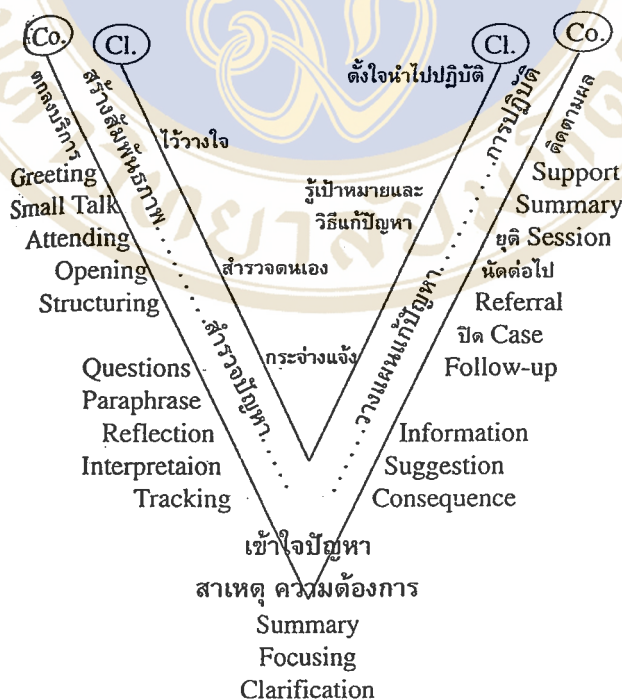 Co.
Cl.
Cl.
Co.
ตกลงบริการ
สร้างสัมพันธภาพ.......สำรวจปัญหา......
ไว้วางใจ
สำรวจตนเอง
กระจ่างแจ้ง
ตั้งใจนำไปปฏิบัติ
รู้เป้าหมายและ
วิธีแก้ปัญหา
......วางแผนแก้ปัญหา.......การปฏิบัติ
ติดตามผล
Greeting
Small Talk
Attending
Opening
Structuring
Questions
Paraphrase
Reflection
Interpretaion
Tracking
Support
Summary
ยุติ Session
นัดต่อไป
Referral
ปิด Case
Follow-up
Information
Suggestion
Consequence
เข้าใจปัญหา
สาเหตุ ความต้องการ
Summary
Focusing
Clarification